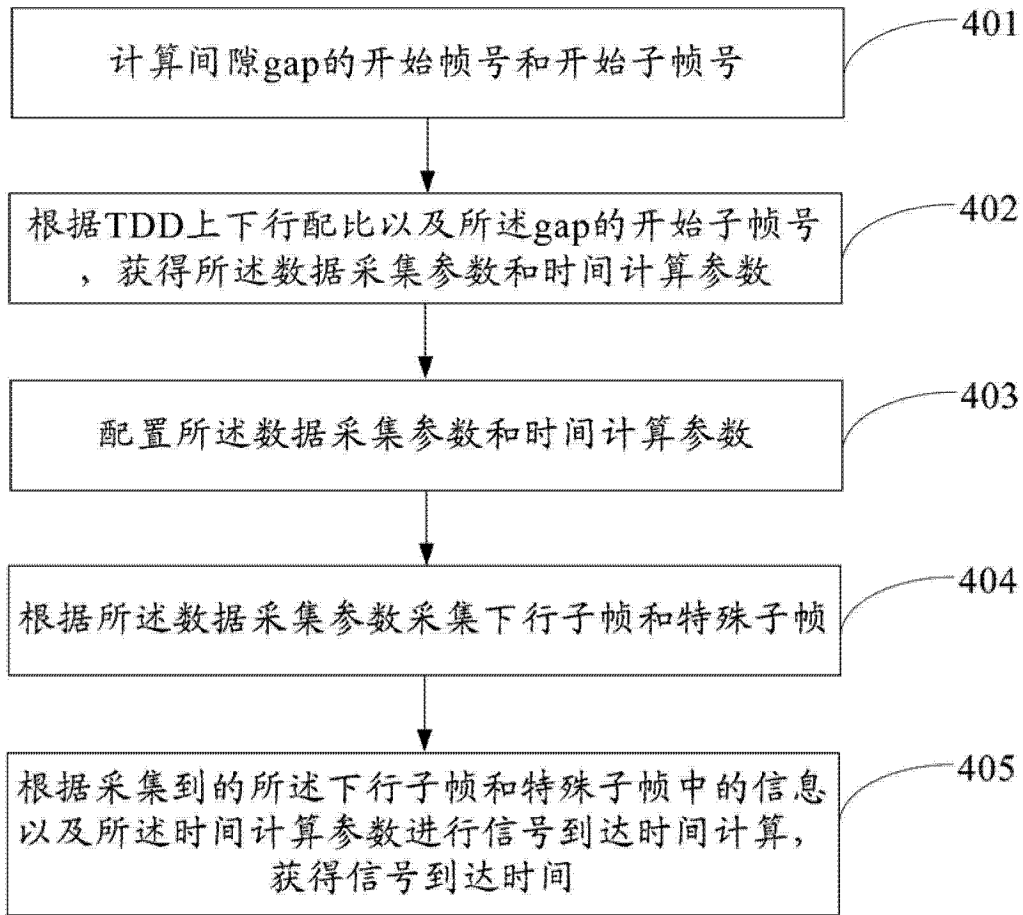 计算间隙gap的开始帧号和开始子帧号
401
根据TDD上下行配比以及所述gap的开始子帧号
，获得所述数据采集参数和时间计算参数
402
配置所述数据采集参数和时间计算参数
403
根据所述数据采集参数采集下行子帧和特殊子帧
404
根据采集到的所述下行子帧和特殊子帧中的信息
以及所述时间计算参数进行信号到达时间计算，
获得信号到达时间
405